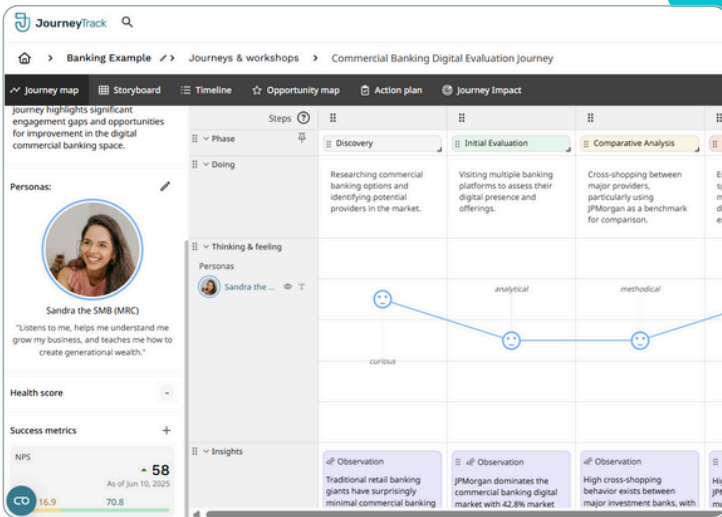 JourneyTrack
Banking Example
Journeys & workshops
Commercial Banking Digital Evaluation Journey
Journey map
Storyboard
Timeline
Opportunity map
Action plan
Journey Impact
journey highlights significant
engagement gaps and opportunities
for improvement in the digital
commercial banking space.
Personas:
Sandra the SMB (MRC)
"Listens to me, helps me understand me
grow my business, and teaches me how to
create generational wealth."
Health score
-
Success metrics
+
NPS
58
As of Jun 10, 2025
16.9
70.8
Steps ?
Phase
Discovery
Initial Evaluation
Comparative Analysis
Doing
Researching commercial
banking options and
identifying potential
providers in the market.
Visiting multiple banking
platforms to assess their
digital presence and
offerings.
Cross-shopping between
major providers,
particularly using
JPMorgan as a benchmark
for comparison.
Thinking & feeling
Personas
Sandra the ...
T
curious
analytical
methodical
Insights
Observation
Traditional retail banking
giants have surprisingly
minimal commercial banking
Observation
JPMorgan dominates the
commercial banking digital
market with 42.8% market
Observation
High cross-shopping
behavior exists between
major investment banks, with